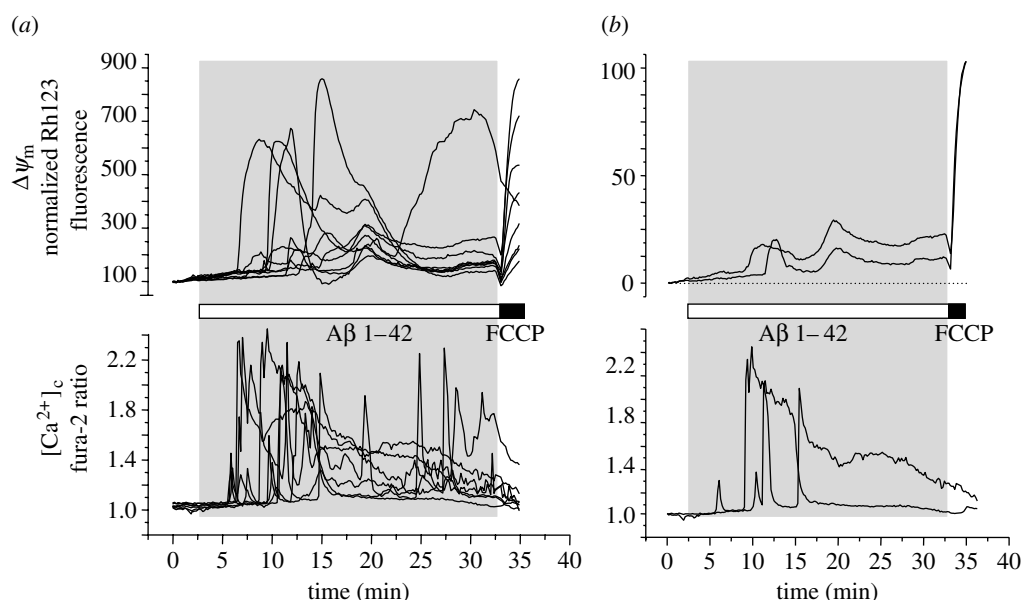 (a)
(b)
900
700
500
300
100
Δψm
normalized Rh123
fluorescence
100
50
0
Aβ 1–42
FCCP
Aβ 1–42
FCCP
2.2
1.8
1.4
1.0
[Ca2+]c
fura-2 ratio
2.2
1.8
1.4
1.0
0 5 10 15 20 25 30 35 40
time (min)
0 5 10 15 20 25 30 35 40
time (min)